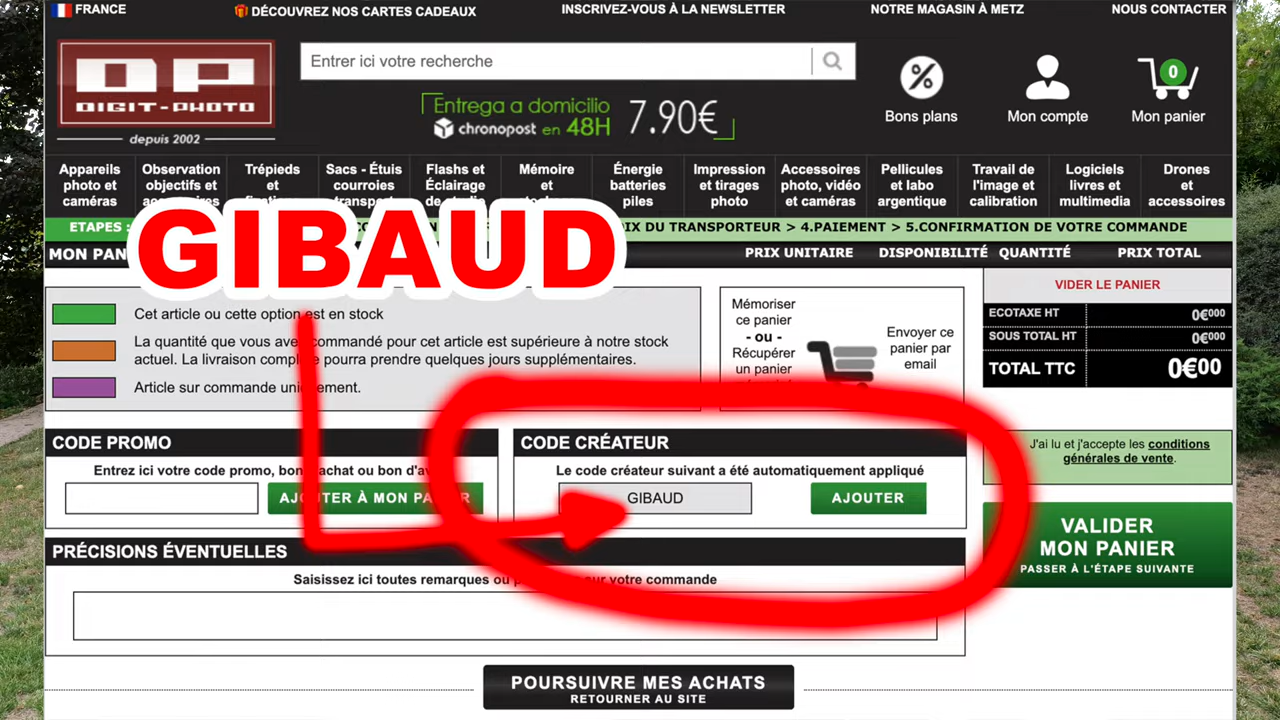 FRANCE
DÉCOUVREZ NOS CARTES CADEAUX
INSCRIVEZ-VOUS À LA NEWSLETTER
NOTRE MAGASIN À METZ
NOUS CONTACTER
DP
DIGIT-PHOTO
depuis 2002
Entrer ici votre recherche
Entrega a domicilio
chronopost en 48H
7.90€
Bons plans
Mon compte
0
Mon panier
Appareils
photo et
caméras
Observation
objectifs et
Trépieds
et
Sacs - Étuis
courroies
Flashs et
Éclairage
Mémoire
et
Énergie
batteries
piles
Impression
et tirages
photo
Accessoires
photo, vidéo
et caméras
Pellicules
et labo
argentique
Travail de
l'image et
calibration
Logiciels
livres et
multimedia
Drones
et
accessoires
GIBAUD
ETAPES :
DU TRANSPORTEUR > 4.PAIEMENT > 5.CONFIRMATION DE VOTRE COMMANDE
MON
PRIX UNITAIRE
DISPONIBILITÉ
QUANTITÉ
PRIX TOTAL
Cet article ou cette option est en stock
La quantité que vous commandé pour cet article est supérieure à notre stock
actuel. La livraison pourra prendre quelques jours supplémentaires.
Article sur commande uniquement.
Mémoriser
ce panier
- ou -
Récupérer
un panier
Envoyer ce
panier par
email
VIDER LE PANIER
ECOTAXE HT 0€000
SOUS TOTAL HT 0€000
TOTAL TTC 0€00
CODE PROMO
Entrez ici votre code promo, bon achat ou bon
AJOUTER À MON PANIER
CODE CRÉATEUR
Le code créateur suivant a été automatiquement appliqué
GIBAUD
AJOUTER
J'ai lu et j'accepte les conditions
générales de vente.
VALIDER
MON PANIER
PASSER À L'ÉTAPE SUIVANTE
PRÉCISIONS ÉVENTUELLES
Saisissez ici toutes remarques ou sur votre commande
POURSUIVRE MES ACHATS
RETOURNER AU SITE